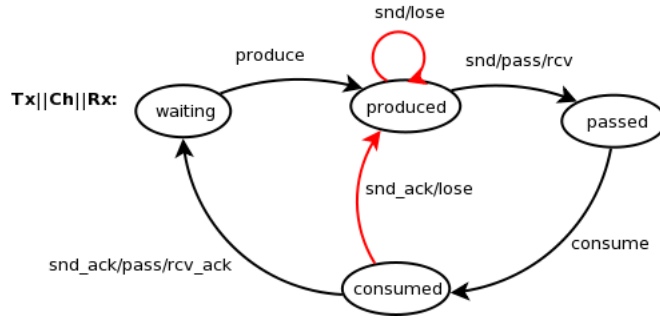 snd/lose
produce
snd/pass/rcv
Tx||Ch||Rx:
waiting
produced
passed
snd_ack/lose
consume
snd_ack/pass/rcv_ack
consumed